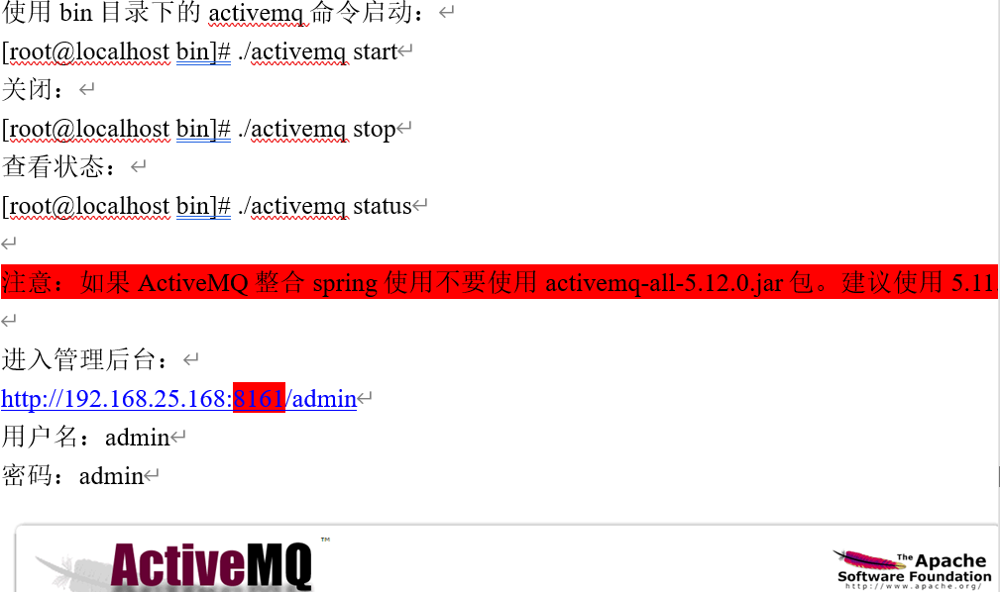 使用 bin 目录下的 activemq 命令启动：
[root@localhost bin]# ./activemq start
关闭：
[root@localhost bin]# ./activemq stop
查看状态：
[root@localhost bin]# ./activemq status
注意：如果 ActiveMQ 整合 spring 使用不要使用 activemq-all-5.12.0.jar 包。建议使用 5.11
进入管理后台：
http://192.168.25.168:8161/admin
用户名：admin
密码：admin
ActiveMQ™
The Apache
Software Foundation
http://www.apache.org/